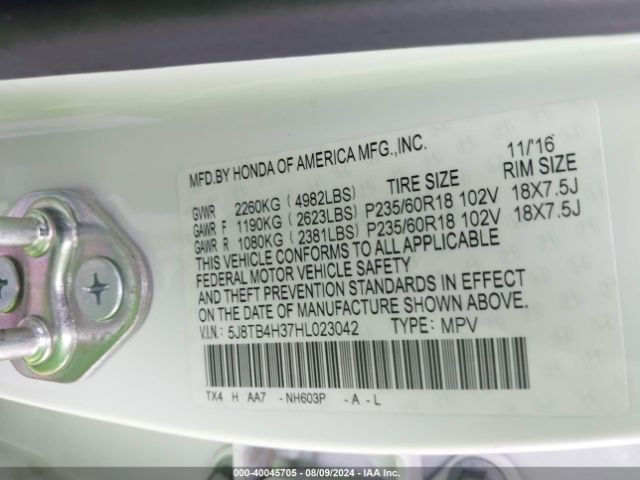 MFD.BY HONDA OF AMERICA MFG.,INC. 11/16
TIRE SIZE RIM SIZE
GVWR 2260KG (4982LBS)
GAWR F 1190KG (2623LBS) P235/60R18 102V 18X7.5J
GAWR R 1080KG (2381LBS) P235/60R18 102V 18X7.5J
THIS VEHICLE CONFORMS TO ALL APPLICABLE
FEDERAL MOTOR VEHICLE SAFETY
AND THEFT PREVENTION STANDARDS IN EFFECT
ON THE DATE OF MANUFACTURE SHOWN ABOVE.
V.I.N.: 5J8TB4H37HL023042 TYPE: MPV
TX4 H AA7 -NH603P -A-L
000-40045705 - 08/09/2024 - IAA Inc.